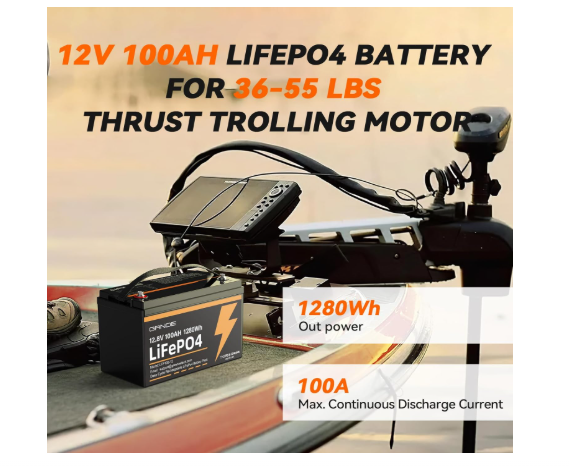 12V 100AH LIFEPO4 BATTERY
FOR 36-55 LBS
THRUST TROLLING MOTOR
1280Wh
Out power
12.8V 100AH 1280Wh
LiFePO4
100A
Max. Continuous Discharge Current